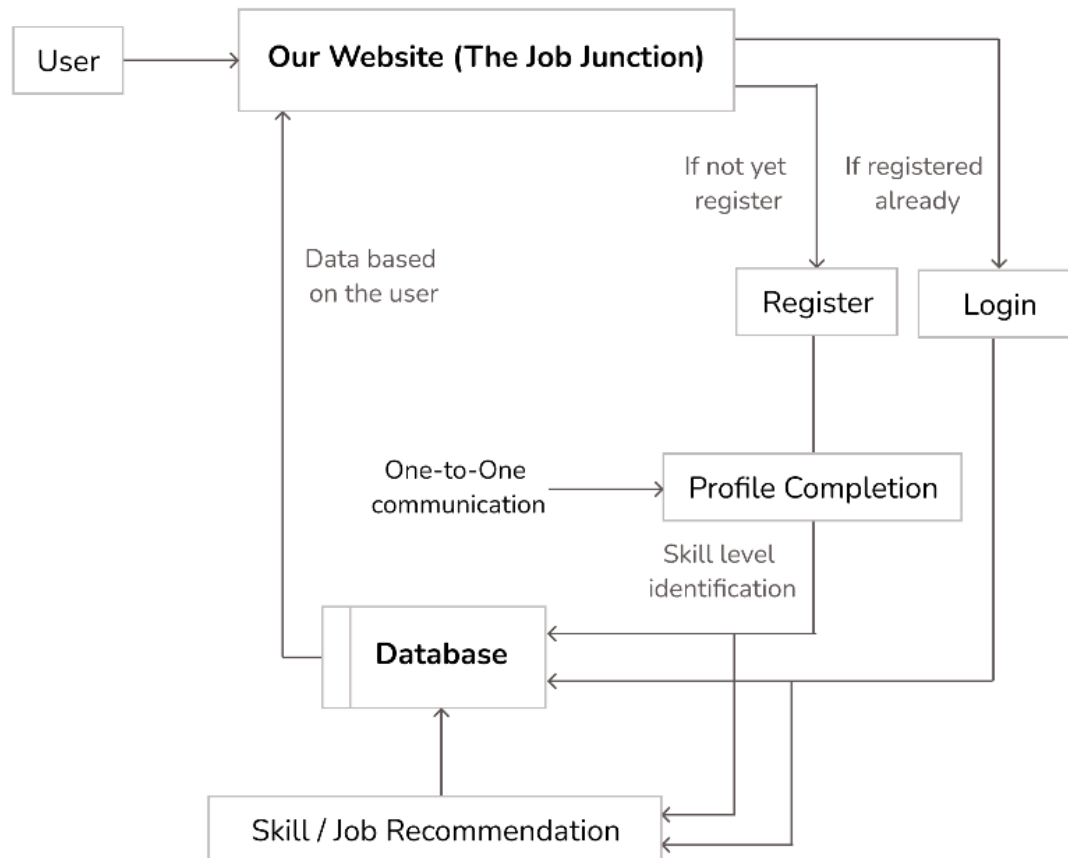 User
Our Website (The Job Junction)
If not yet
register
If registered
already
Data based
on the user
Register
Login
One-to-One
communication
Profile Completion
Skill level
identification
Database
Skill / Job Recommendation